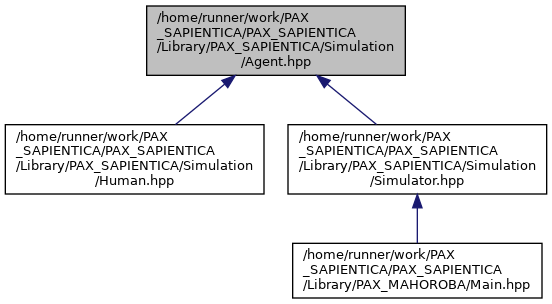 /home/runner/work/PAX
_SAPIENTICA/PAX_SAPIENTICA
/Library/PAX_SAPIENTICA/Simulation
/Agent.hpp
/home/runner/work/PAX
_SAPIENTICA/PAX_SAPIENTICA
/Library/PAX_SAPIENTICA/Simulation
/Human.hpp
/home/runner/work/PAX
_SAPIENTICA/PAX_SAPIENTICA
/Library/PAX_SAPIENTICA/Simulation
/Simulator.hpp
/home/runner/work/PAX
_SAPIENTICA/PAX_SAPIENTICA
/Library/PAX_MAHOROBA/Main.hpp